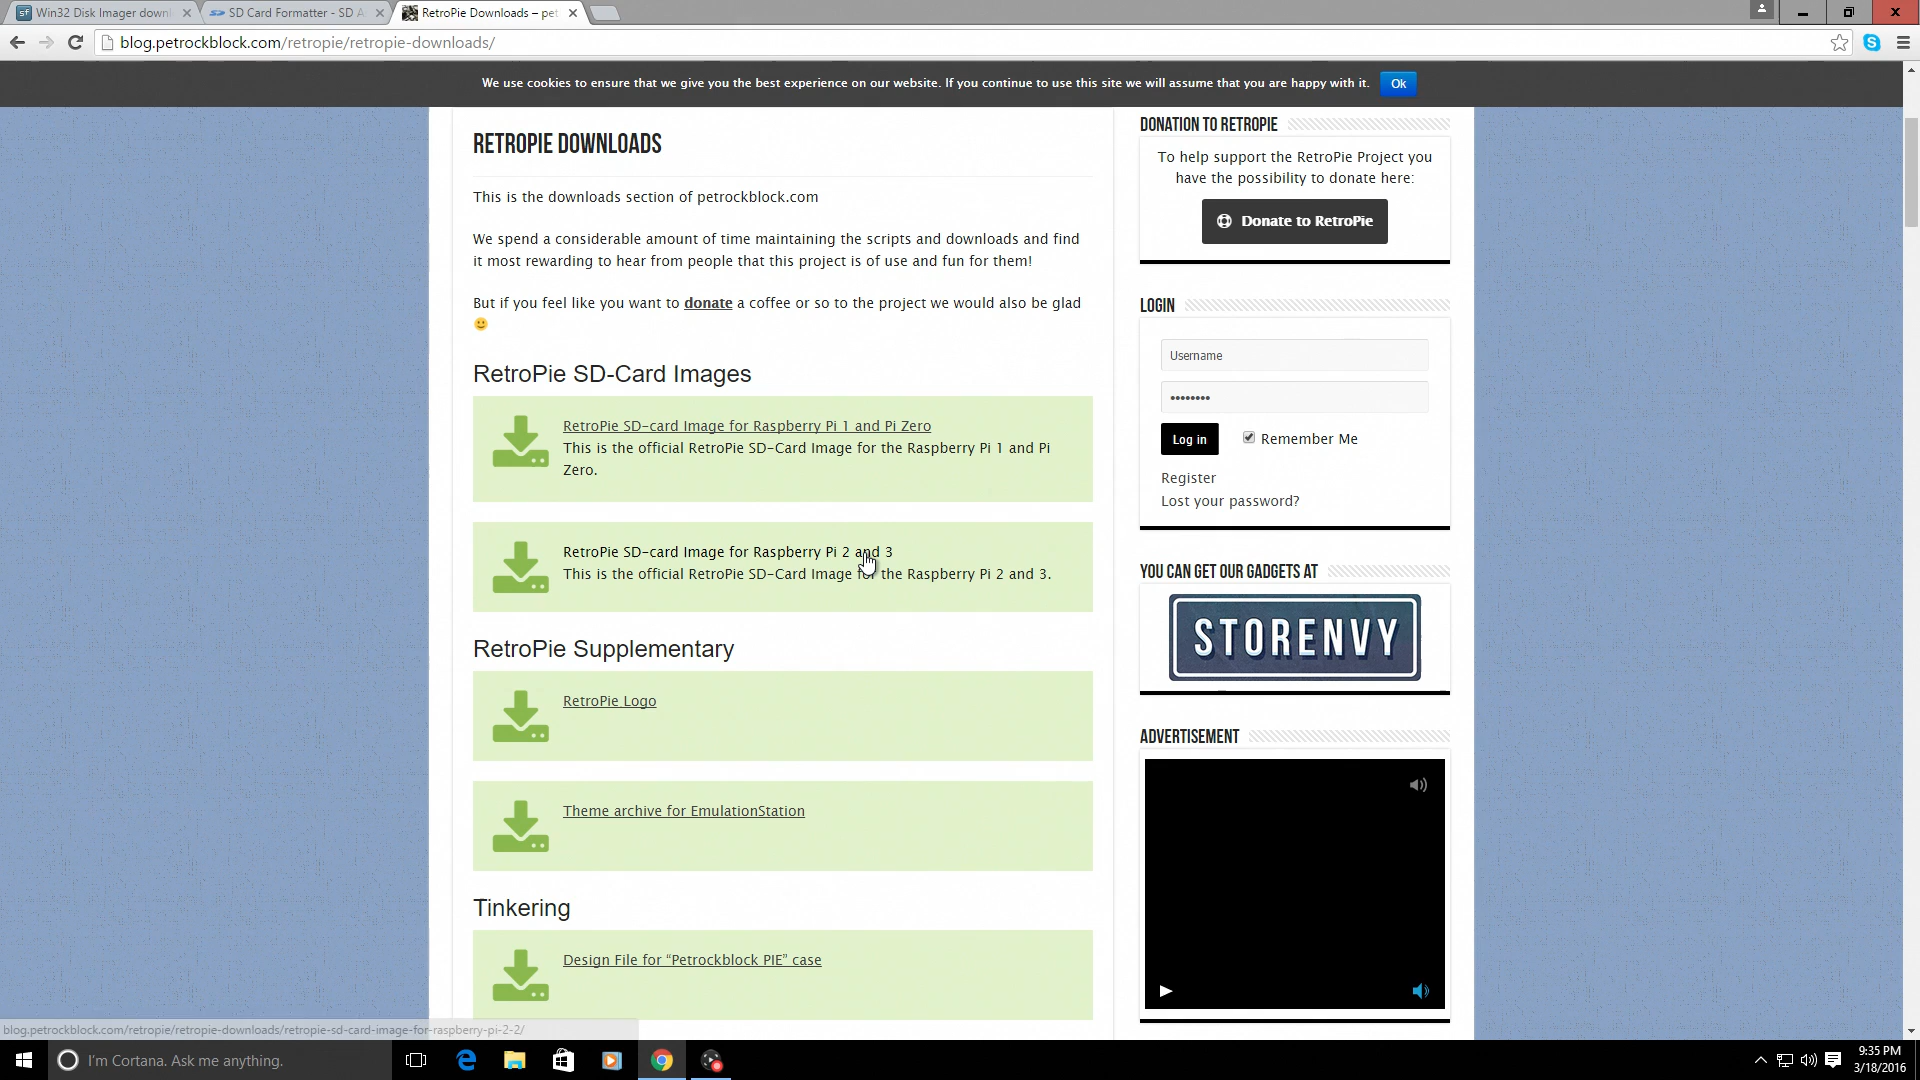 Win32 Disk Imager downl
SD Card Formatter - SD A
RetroPie Downloads – pet
blog.petrockblock.com/retropie/retropie-downloads/
We use cookies to ensure that we give you the best experience on our website. If you continue to use this site we will assume that you are happy with it.
Ok
RETROPIE DOWNLOADS
This is the downloads section of petrockblock.com
We spend a considerable amount of time maintaining the scripts and downloads and find
it most rewarding to hear from people that this project is of use and fun for them!
But if you feel like you want to donate a coffee or so to the project we would also be glad
RetroPie SD-Card Images
RetroPie SD-card Image for Raspberry Pi 1 and Pi Zero
This is the official RetroPie SD-Card Image for the Raspberry Pi 1 and Pi
Zero.
RetroPie SD-card Image for Raspberry Pi 2 and 3
This is the official RetroPie SD-Card Image for the Raspberry Pi 2 and 3.
RetroPie Supplementary
RetroPie Logo
Theme archive for EmulationStation
Tinkering
Design File for “Petrockblock PIE” case
DONATION TO RETROPIE
To help support the RetroPie Project you
have the possibility to donate here:
Donate to RetroPie
LOGIN
Username
••••••••
Log in
Remember Me
Register
Lost your password?
YOU CAN GET OUR GADGETS AT
STORENVY
ADVERTISEMENT
blog.petrockblock.com/retropie/retropie-downloads/retropie-sd-card-image-for-raspberry-pi-2-2/
I'm Cortana. Ask me anything.
9:35 PM
3/18/2016